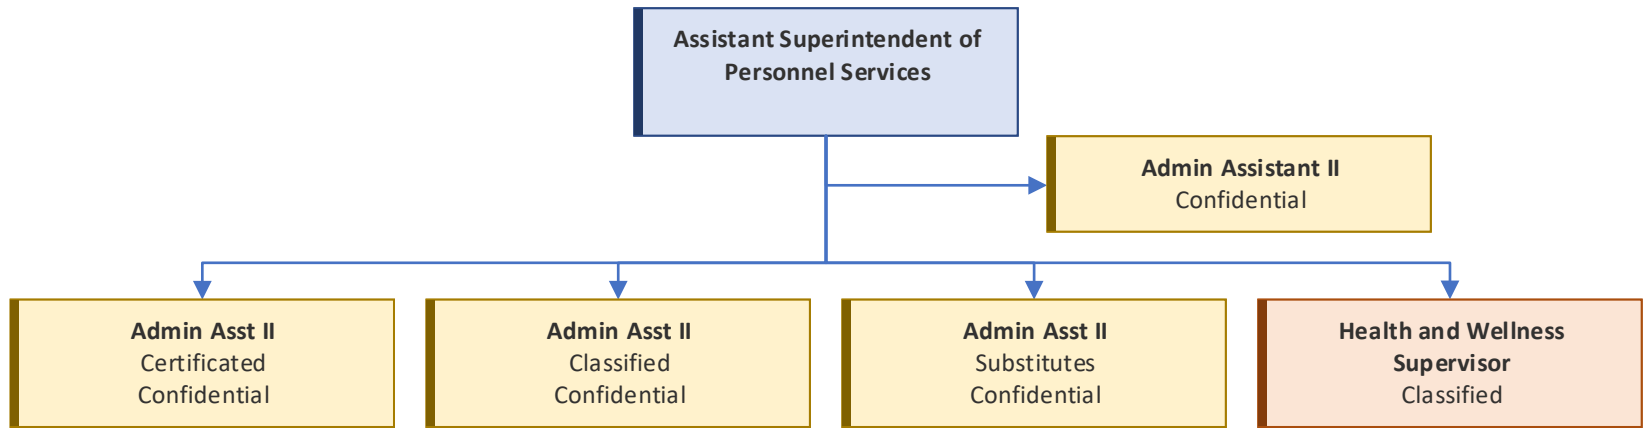 Assistant Superintendent of
Personnel Services
Admin Assistant II
Confidential
Admin Asst II
Certificated
Confidential
Admin Asst II
Classified
Confidential
Admin Asst II
Substitutes
Confidential
Health and Wellness
Supervisor
Classified